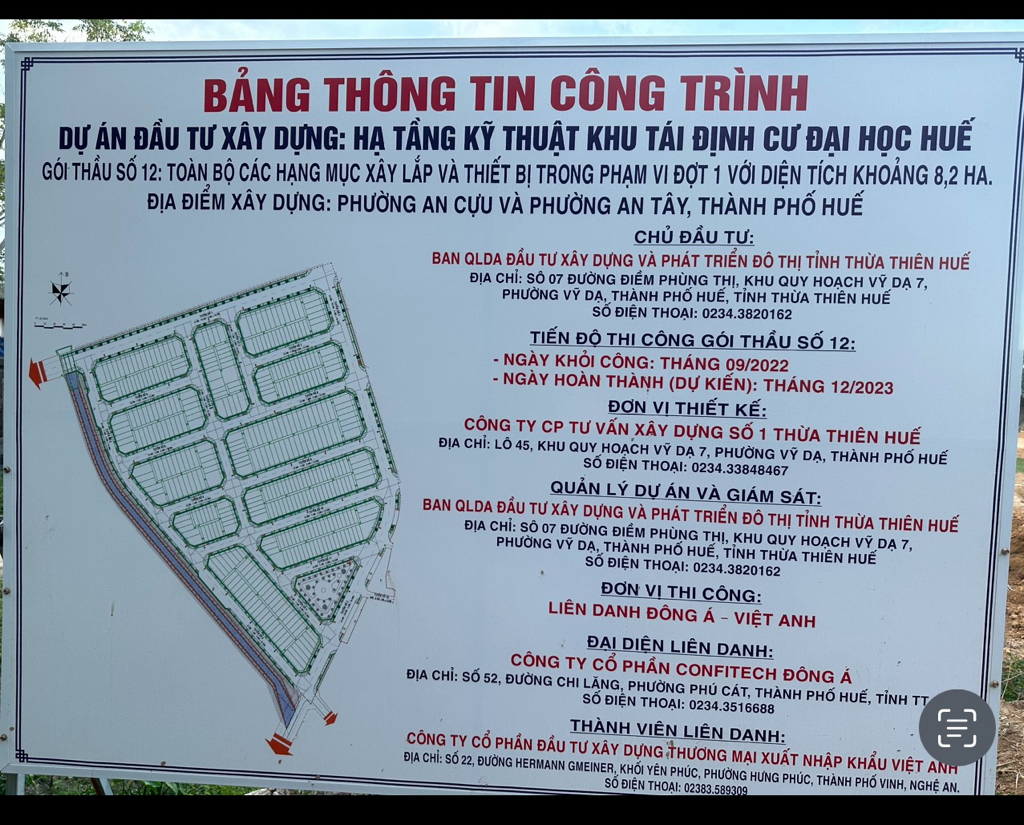 BẢNG THÔNG TIN CÔNG TRÌNH
DỰ ÁN ĐẦU TƯ XÂY DỰNG: HẠ TẦNG KỸ THUẬT KHU TÁI ĐỊNH CƯ ĐẠI HỌC HUẾ
GÓI THẦU SỐ 12: TOÀN BỘ CÁC HẠNG MỤC XÂY LẮP VÀ THIẾT BỊ TRONG PHẠM VI ĐỢT 1 VỚI DIỆN TÍCH KHOẢNG 8,2 HA.
ĐỊA ĐIỂM XÂY DỰNG: PHƯỜNG AN CỰU VÀ PHƯỜNG AN TÂY, THÀNH PHỐ HUẾ
CHỦ ĐẦU TƯ:
BAN QLDA ĐẦU TƯ XÂY DỰNG VÀ PHÁT TRIỂN ĐÔ THỊ TỈNH THỪA THIÊN HUẾ
ĐỊA CHỈ: SÔ 07 ĐƯỜNG ĐIỀM PHÙNG THỊ, KHU QUY HOẠCH VỸ DẠ 7,
PHƯỜNG VỸ DẠ, THÀNH PHỐ HUẾ, TỈNH THỪA THIÊN HUẾ
SỐ ĐIỆN THOẠI: 0234.3820162
TIẾN ĐỘ THI CÔNG GÓI THẦU SỐ 12:
- NGÀY KHỎI CÔNG: THÁNG 09/2022
- NGÀY HOÀN THÀNH (DỰ KIẾN): THÁNG 12/2023
ĐƠN VỊ THIẾT KẾ:
CÔNG TY CP TƯ VẤN XÂY DỰNG SỐ 1 THỪA THIÊN HUẾ
ĐỊA CHỈ: LÔ 45, KHU QUY HOẠCH VỸ DẠ 7, PHƯỜNG VỸ DẠ, THÀNH PHỐ HUẾ
SỐ ĐIỆN THOẠI: 0234.33848467
QUẢN LÝ DỰ ÁN VÀ GIÁM SÁT:
BAN QLDA ĐẦU TƯ XÂY DỰNG VÀ PHÁT TRIỂN ĐÔ THỊ TỈNH THỪA THIÊN HUẾ
ĐỊA CHỈ: SÔ 07 ĐƯỜNG ĐIỀM PHÙNG THỊ, KHU QUY HOẠCH VỸ DẠ 7,
PHƯỜNG VỸ DẠ, THÀNH PHỐ HUẾ, TỈNH THỪA THIÊN HUẾ
SỐ ĐIỆN THOẠI: 0234.3820162
ĐƠN VỊ THI CÔNG:
LIÊN DANH ĐÔNG Á – VIỆT ANH
ĐẠI DIỆN LIÊN DANH:
CÔNG TY CỔ PHẦN CONFITECH ĐÔNG Á
ĐỊA CHỈ: SỐ 52, ĐƯỜNG CHI LĂNG, PHƯỜNG PHÚ CÁT, THÀNH PHỐ HUẾ, TỈNH TT
SỐ ĐIỆN THOẠI: 0234.3516688
THÀNH VIÊN LIÊN DANH:
CÔNG TY CỔ PHẦN ĐẦU TƯ XÂY DỰNG THƯƠNG MẠI XUẤT NHẬP KHẨU VIỆT ANH
ĐỊA CHỈ: SỐ 22, ĐƯỜNG HERMANN GMEINER, KHỐI YÊN PHÚC, PHƯỜNG HƯNG PHÚC, THÀNH PHỐ VINH, NGHỆ AN.
SỐ ĐIỆN THOẠI: 02383.589309